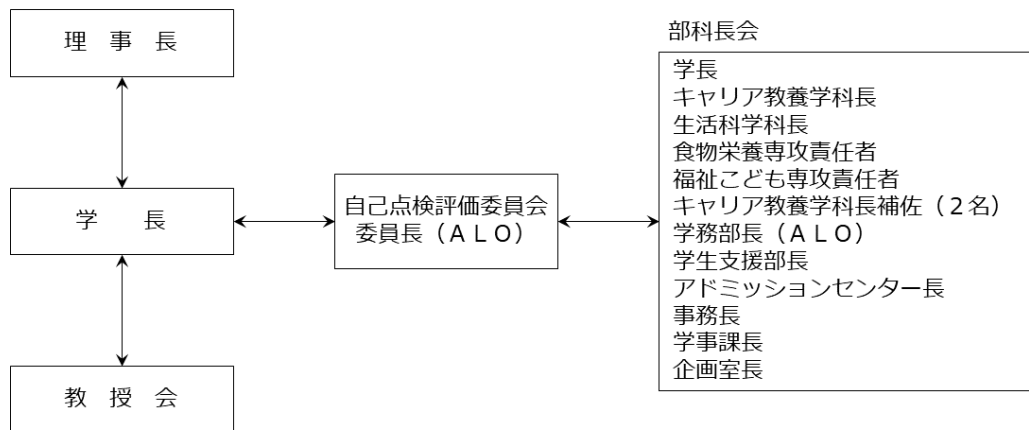 理 事 長
学 長
教 授 会
自己点検評価委員会
委員長（ＡＬＯ）
部科長会
学長
キャリア教養学科長
生活科学科長
食物栄養専攻責任者
福祉こども専攻責任者
キャリア教養学科長補佐（２名）
学務部長（ＡＬＯ）
学生支援部長
アドミッションセンター長
事務長
学事課長
企画室長